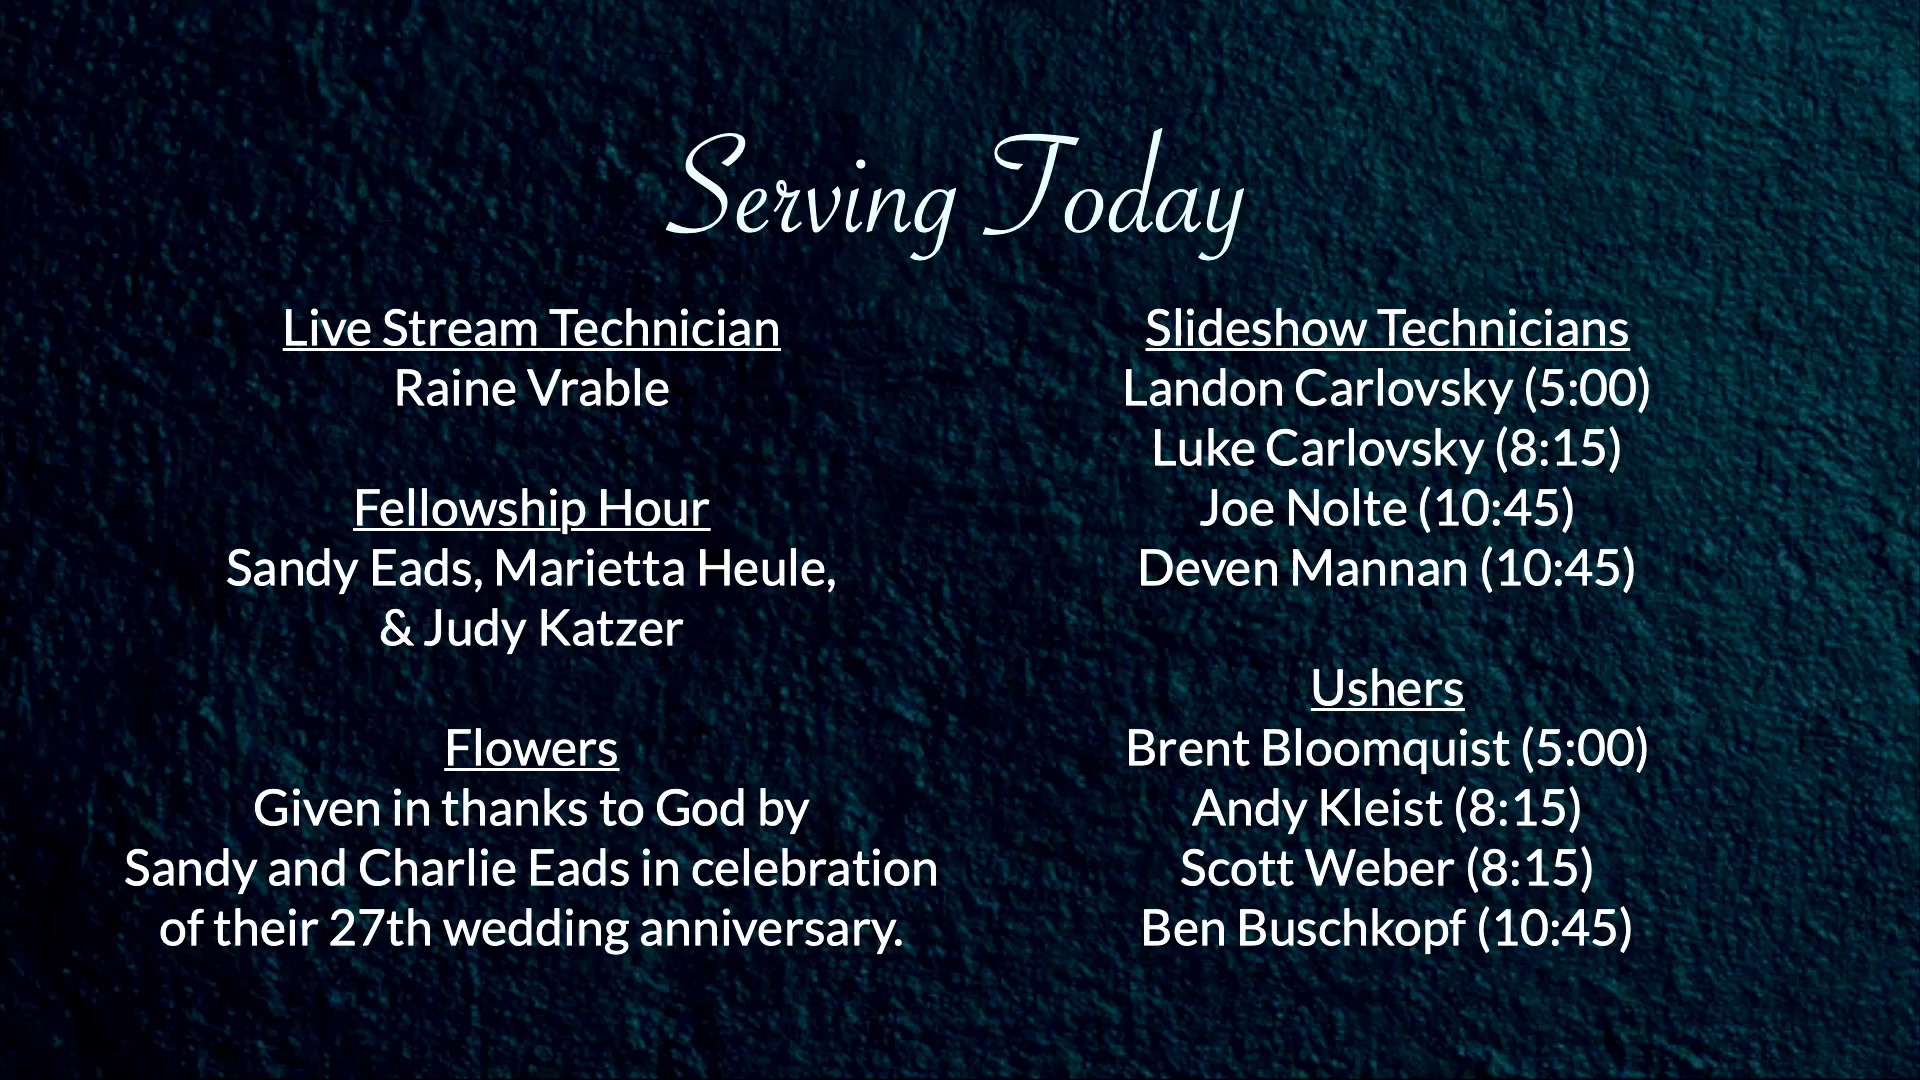 Serving Today
Live Stream Technician
Raine Vrable
Fellowship Hour
Sandy Eads, Marietta Heule,
& Judy Katzer
Flowers
Given in thanks to God by
Sandy and Charlie Eads in celebration
of their 27th wedding anniversary.
Slideshow Technicians
Landon Carlovsky (5:00)
Luke Carlovsky (8:15)
Joe Nolte (10:45)
Deven Mannan (10:45)
Ushers
Brent Bloomquist (5:00)
Andy Kleist (8:15)
Scott Weber (8:15)
Ben Buschkopf (10:45)